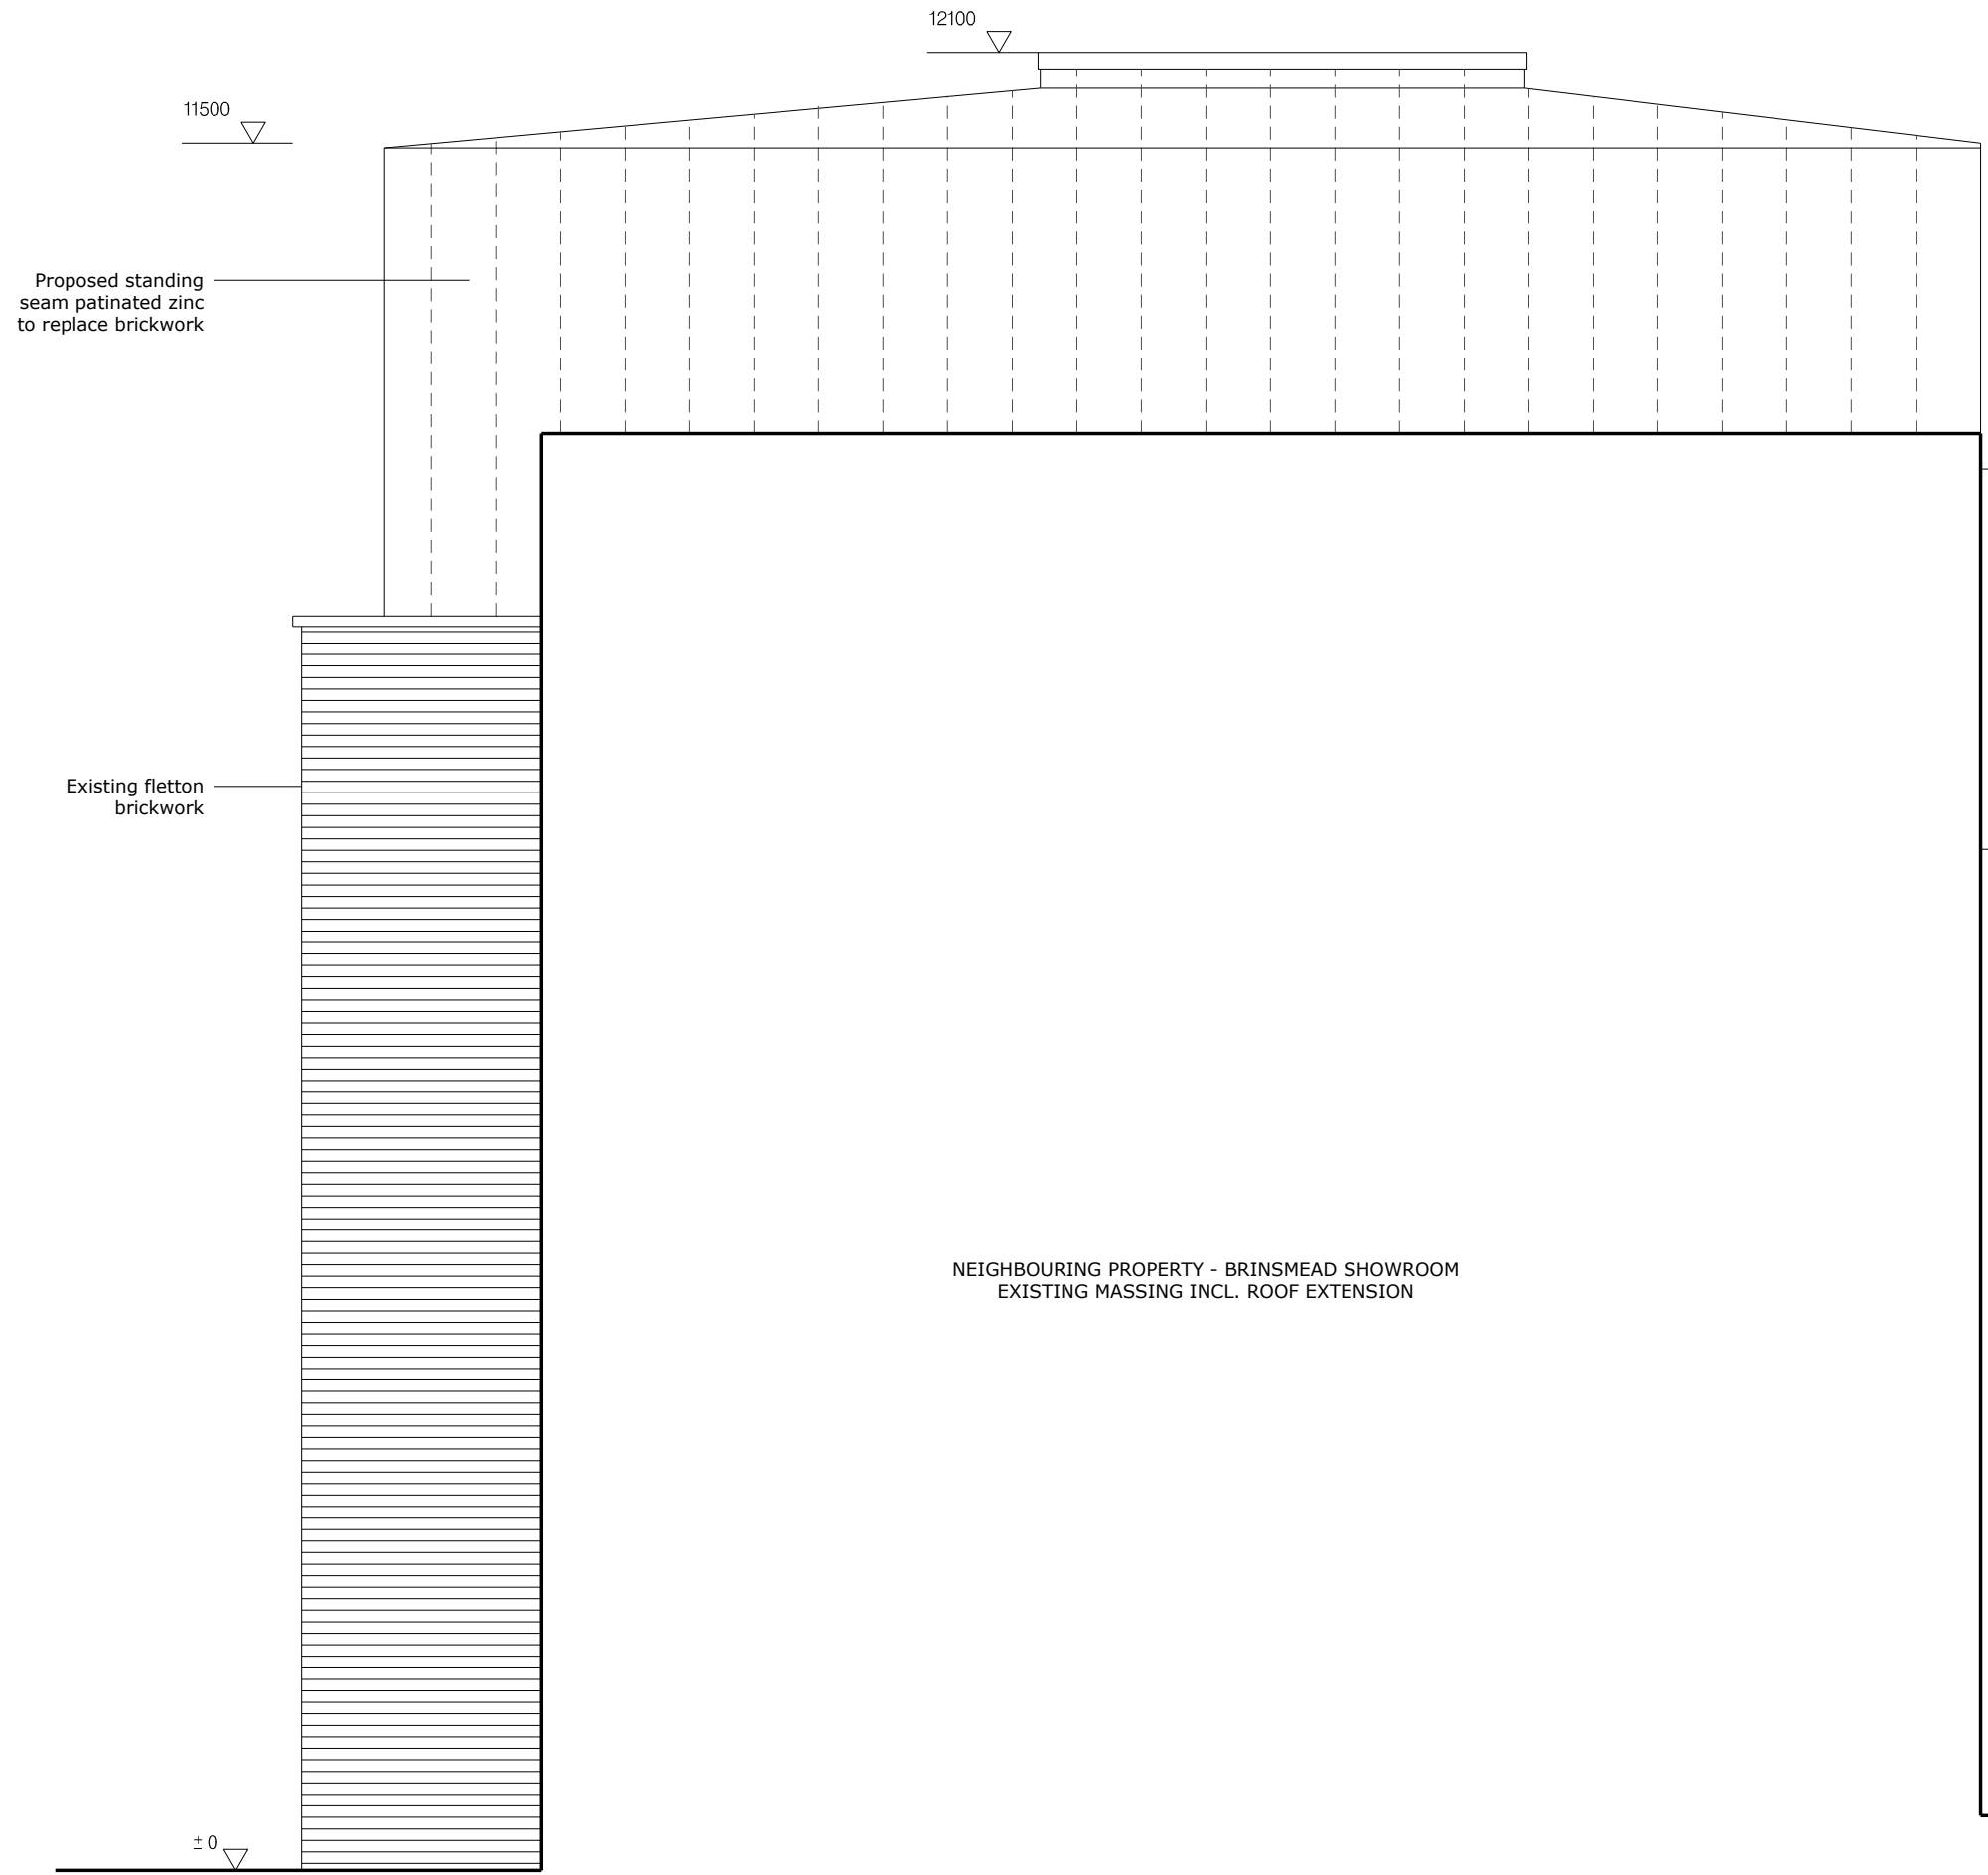 12100
11500
Proposed standing
seam patinated zinc
to replace brickwork
Existing fletton
brickwork
NEIGHBOURING PROPERTY - BRINSMEAD SHOWROOM
EXISTING MASSING INCL. ROOF EXTENSION
± 0